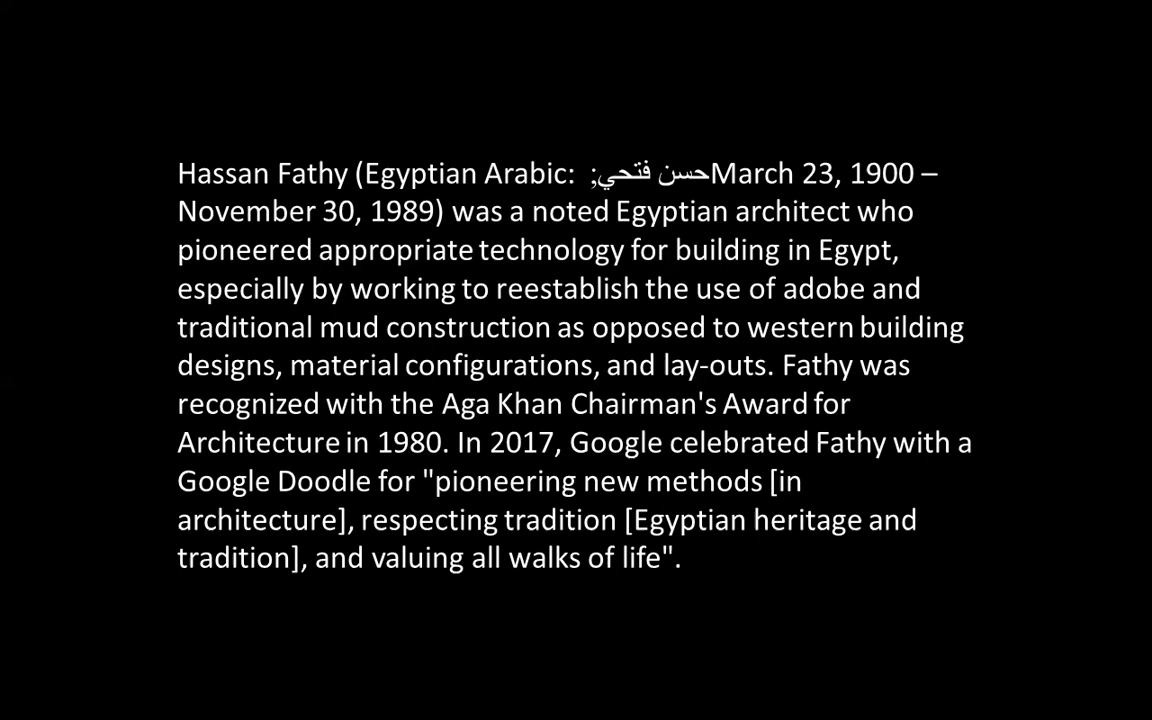 Hassan Fathy (Egyptian Arabic: حسن فتحي; March 23, 1900 –
November 30, 1989) was a noted Egyptian architect who
pioneered appropriate technology for building in Egypt,
especially by working to reestablish the use of adobe and
traditional mud construction as opposed to western building
designs, material configurations, and lay-outs. Fathy was
recognized with the Aga Khan Chairman's Award for
Architecture in 1980. In 2017, Google celebrated Fathy with a
Google Doodle for "pioneering new methods [in
architecture], respecting tradition [Egyptian heritage and
tradition], and valuing all walks of life".